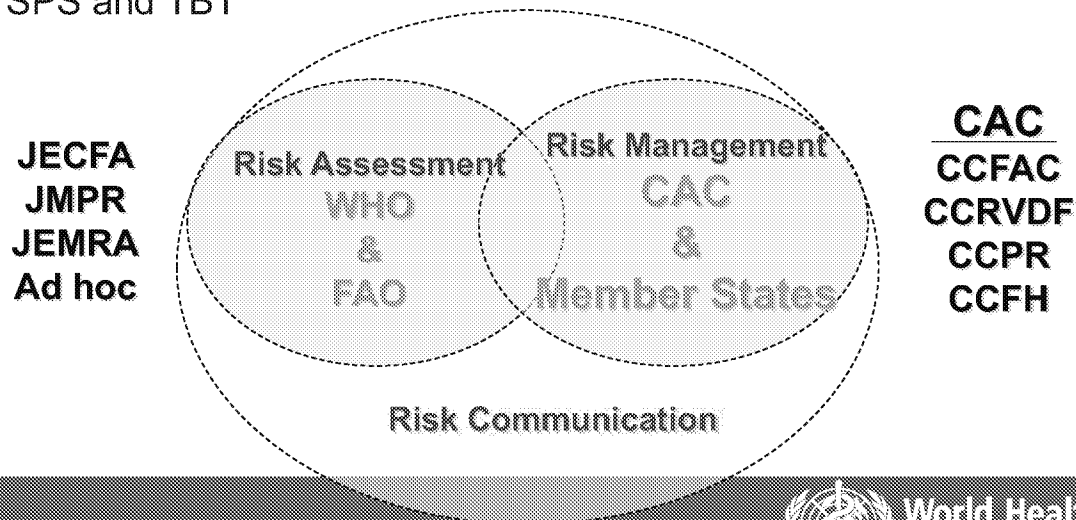 SPS and TBT
JECFA
JMPR
JEMRA
Ad hoc
Risk Assessment
WHO
&
FAO
Risk Management
CAC
&
Member States
CAC
CCFAC
CCRVDF
CCPR
CCFH
Risk Communication
World Heal